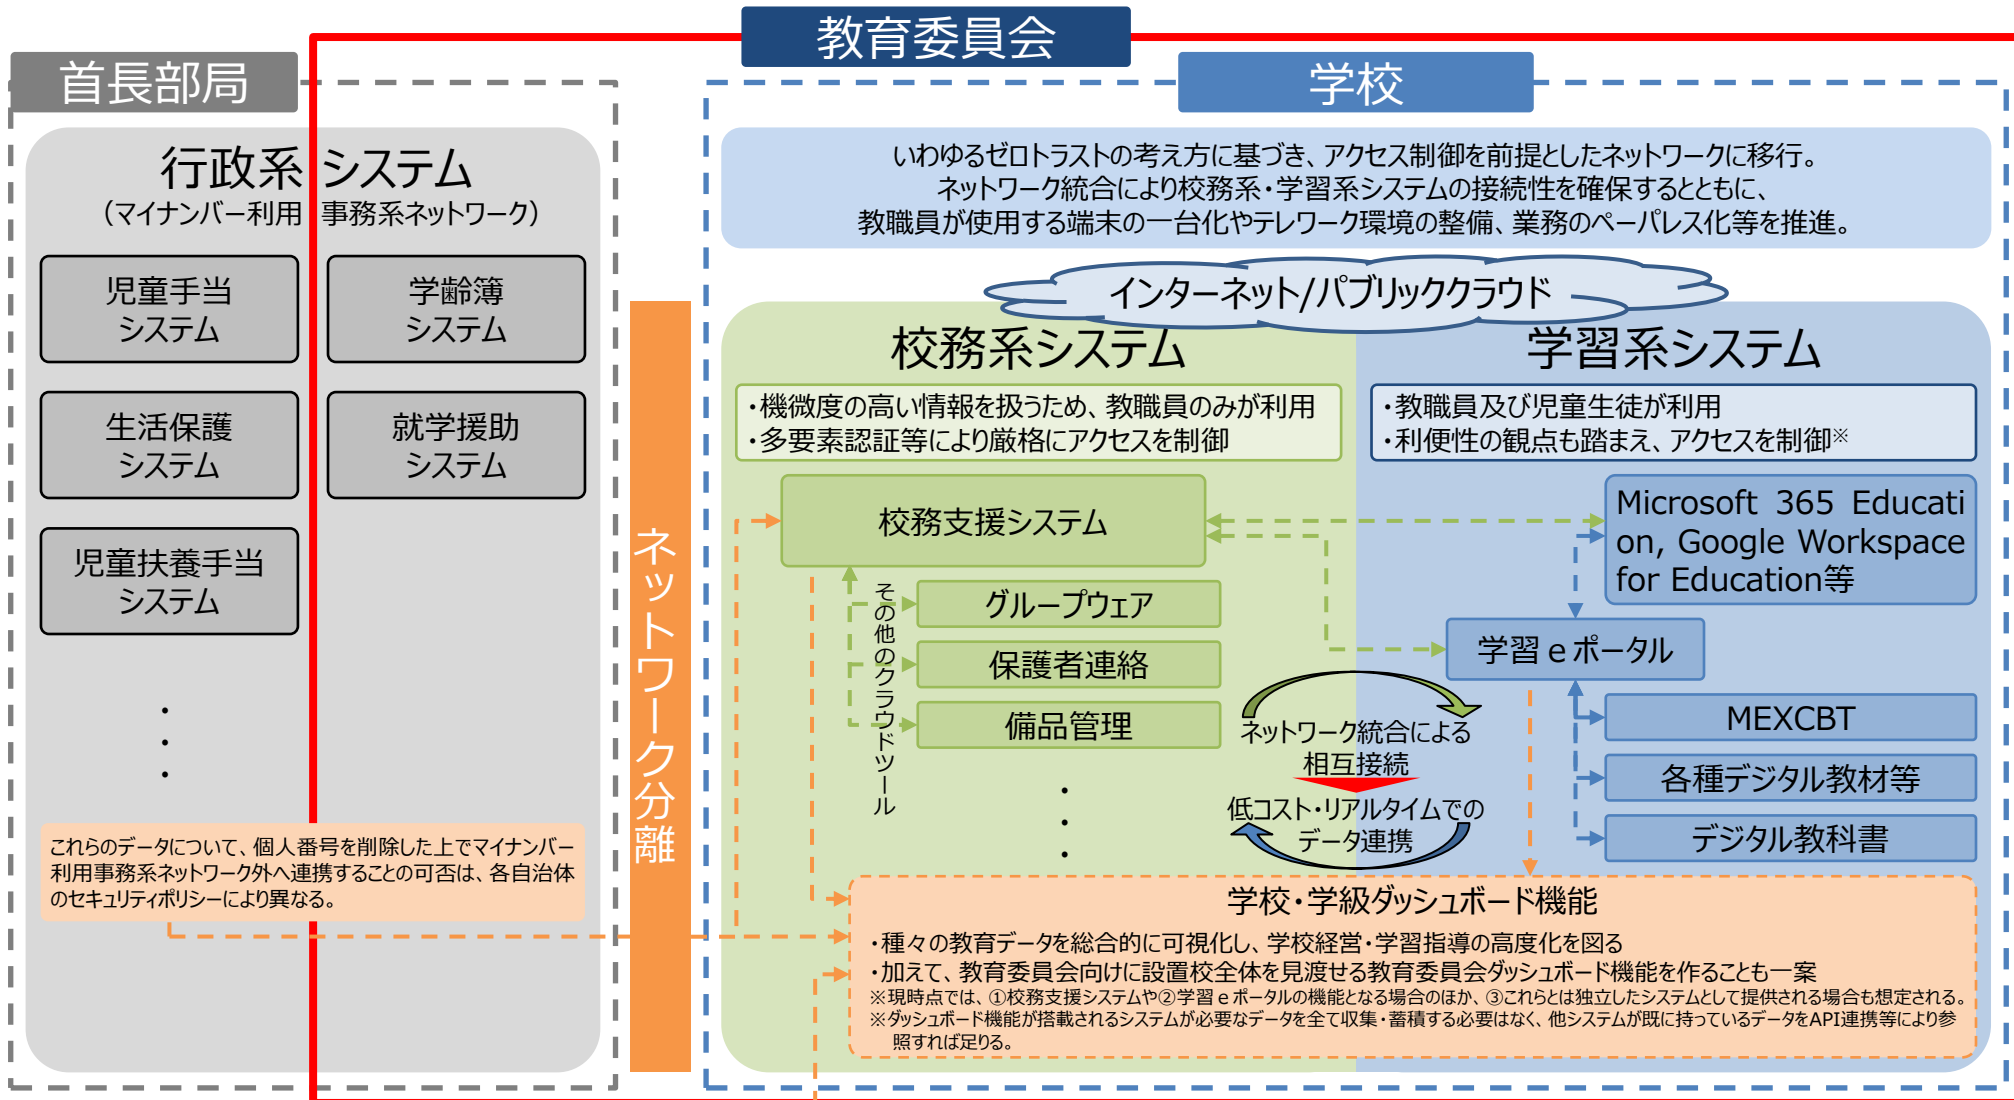 教育委員会
首長部局
学校
行政系システム
（マイナンバー利用事務系ネットワーク）
児童手当
システム
学齢簿
システム
生活保護
システム
就学援助
システム
児童扶養手当
システム
・
・
・
これらのデータについて、個人番号を削除した上でマイナンバー
利用事務系ネットワーク外へ連携することの可否は、各自治体
のセキュリティポリシーにより異なる。
ネットワーク分離
いわゆるゼロトラストの考え方に基づき、アクセス制御を前提としたネットワークに移行。
ネットワーク統合により校務系・学習系システムの接続性を確保するとともに、
教職員が使用する端末の一台化やテレワーク環境の整備、業務のペーパレス化等を推進。
インターネット/パブリッククラウド
校務系システム
・機微度の高い情報を扱うため、教職員のみが利用
・多要素認証等により厳格にアクセスを制御
校務支援システム
その他のクラウドツール
グループウェア
保護者連絡
備品管理
・
・
・
学習系システム
・教職員及び児童生徒が利用
・利便性の観点も踏まえ、アクセスを制御※
Microsoft 365 Educati
on, Google Workspace
for Education等
学習eポータル
MEXCBT
各種デジタル教材等
デジタル教科書
ネットワーク統合による
相互接続
低コスト・リアルタイムでの
データ連携
学校・学級ダッシュボード機能
・種々の教育データを総合的に可視化し、学校経営・学習指導の高度化を図る
・加えて、教育委員会向けに設置校全体を見渡せる教育委員会ダッシュボード機能を作ることも一案
※現時点では、①校務支援システムや②学習eポータルの機能となる場合のほか、③これらとは独立したシステムとして提供される場合も想定される。
※ダッシュボード機能が搭載されるシステムが必要なデータを全て収集・蓄積する必要はなく、他システムが既に持っているデータをAPI連携等により参
照すれば足りる。